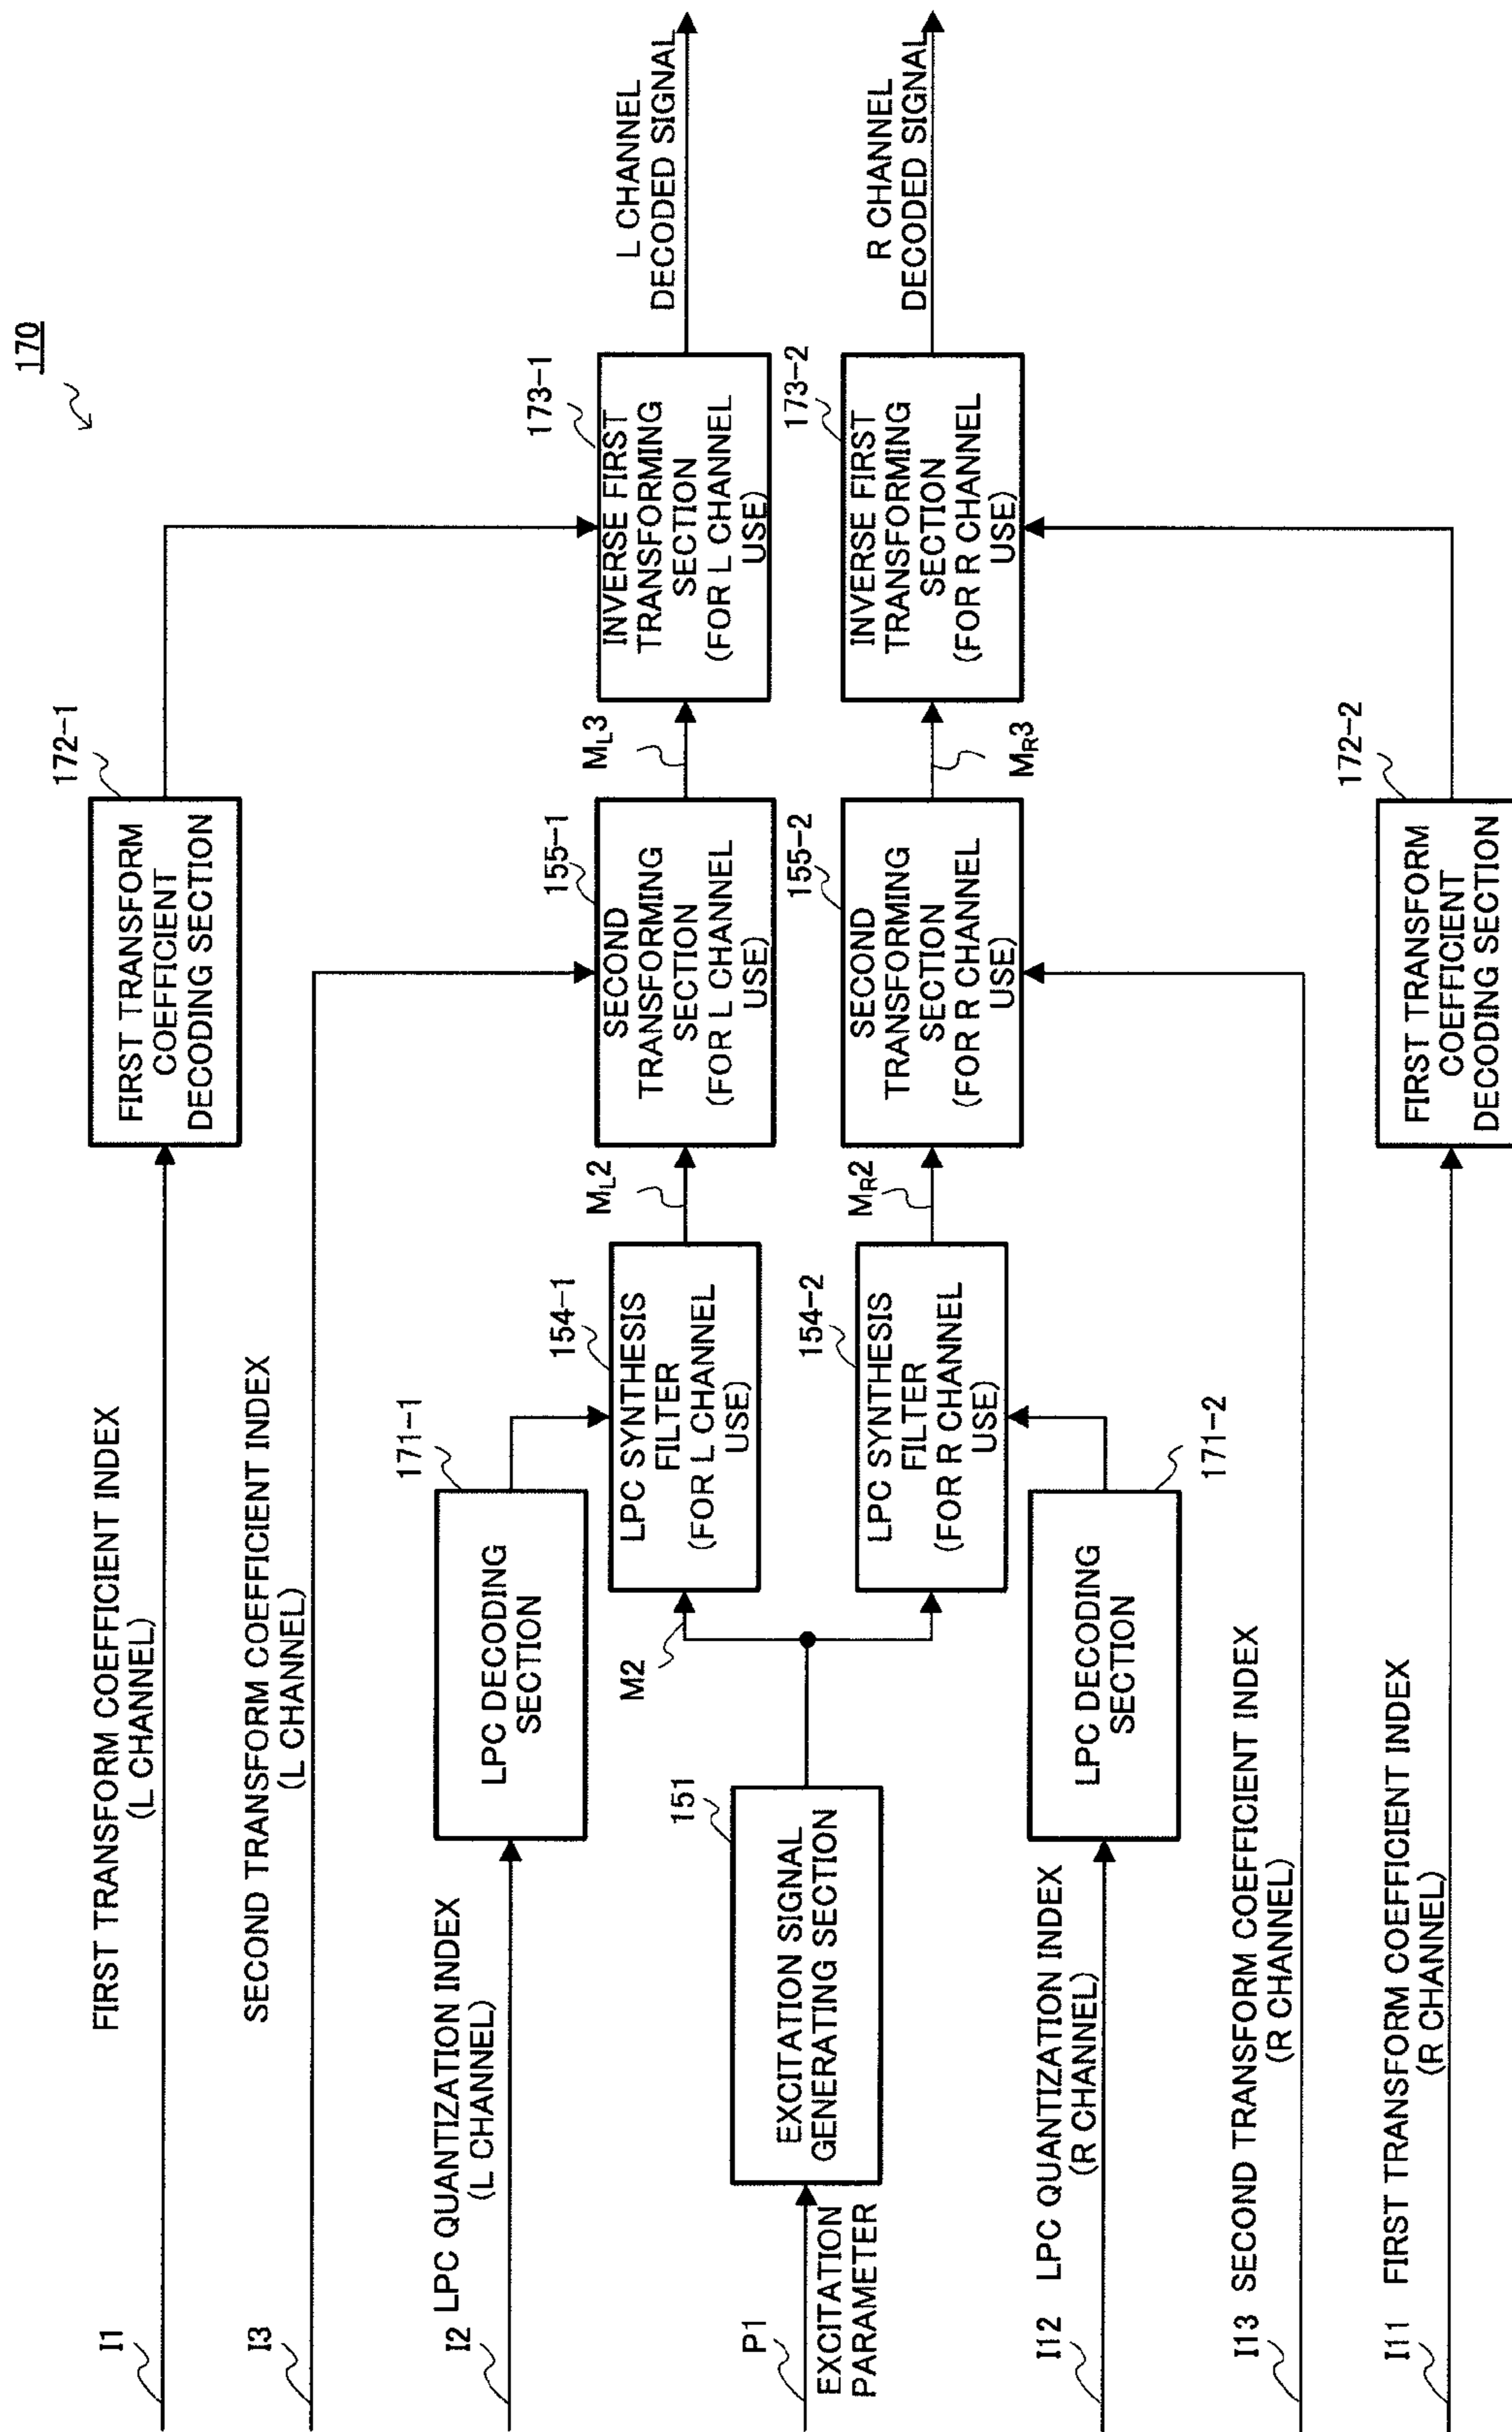 170
I1
FIRST TRANSFORM COEFFICIENT INDEX
(L CHANNEL)
172-1
FIRST TRANSFORM
COEFFICIENT
DECODING SECTION
I3
SECOND TRANSFORM COEFFICIENT INDEX
(L CHANNEL)
I2
LPC QUANTIZATION INDEX
(L CHANNEL)
171-1
LPC DECODING
SECTION
154-1
LPC SYNTHESIS
FILTER
(FOR L CHANNEL
USE)
ML2
155-1
SECOND
TRANSFORMING
SECTION
(FOR L CHANNEL
USE)
ML3
173-1
INVERSE FIRST
TRANSFORMING
SECTION
(FOR L CHANNEL
USE)
L CHANNEL
DECODED SIGNAL
P1
EXCITATION
PARAMETER
151
EXCITATION SIGNAL
GENERATING SECTION
M2
154-2
LPC SYNTHESIS
FILTER
(FOR R CHANNEL
USE)
MR2
155-2
SECOND
TRANSFORMING
SECTION
(FOR R CHANNEL
USE)
MR3
173-2
INVERSE FIRST
TRANSFORMING
SECTION
(FOR R CHANNEL
USE)
R CHANNEL
DECODED SIGNAL
I12
LPC QUANTIZATION INDEX
(R CHANNEL)
LPC DECODING
SECTION
171-2
I13
SECOND TRANSFORM COEFFICIENT INDEX
(R CHANNEL)
I11
FIRST TRANSFORM COEFFICIENT INDEX
(R CHANNEL)
172-2
FIRST TRANSFORM
COEFFICIENT
DECODING SECTION